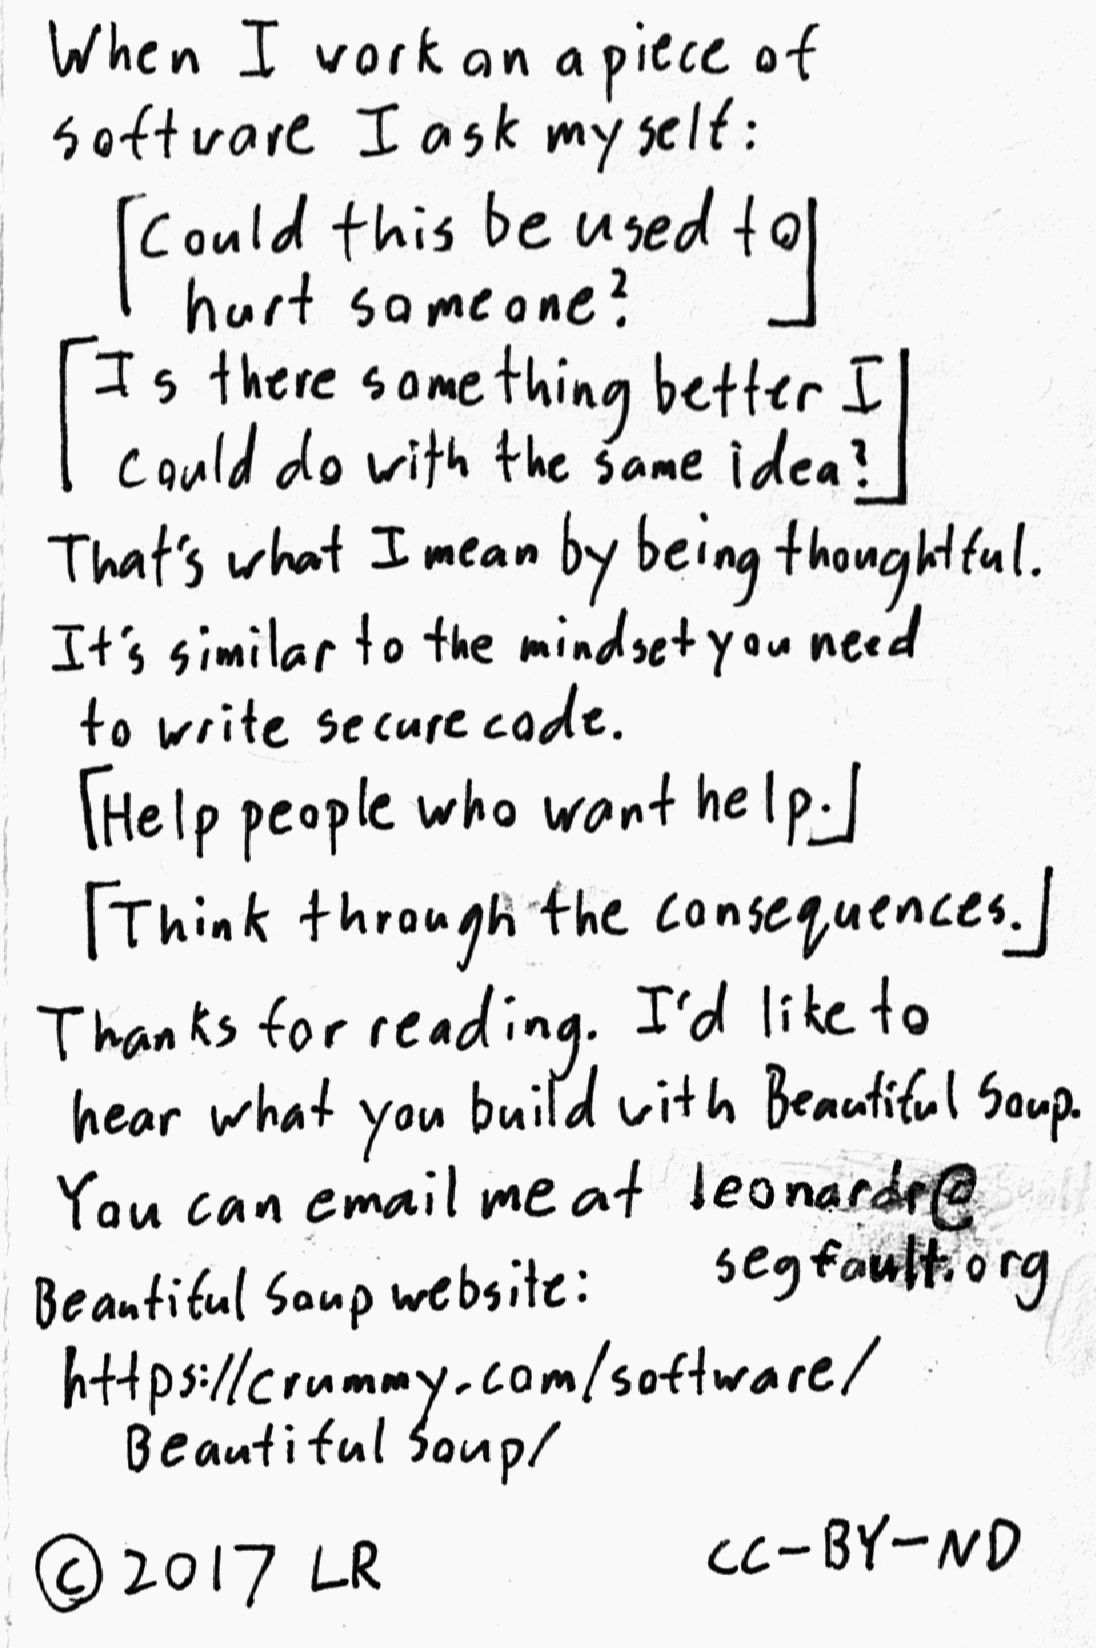 When I work on a piece of
software I ask myself:
「Could this be used to
hurt someone?」
「Is there something better I
could do with the same idea?」
That's what I mean by being thoughtful.
It's similar to the mindset you need
to write secure code.
「Help people who want help.」
「Think through the consequences.」
Thanks for reading. I'd like to
hear what you build with Beautiful Soup.
You can email me at leonardr@
segfault.org
Beautiful Soup website:
https://crummy.com/software/
BeautifulSoup/
© 2017 LR CC-BY-ND